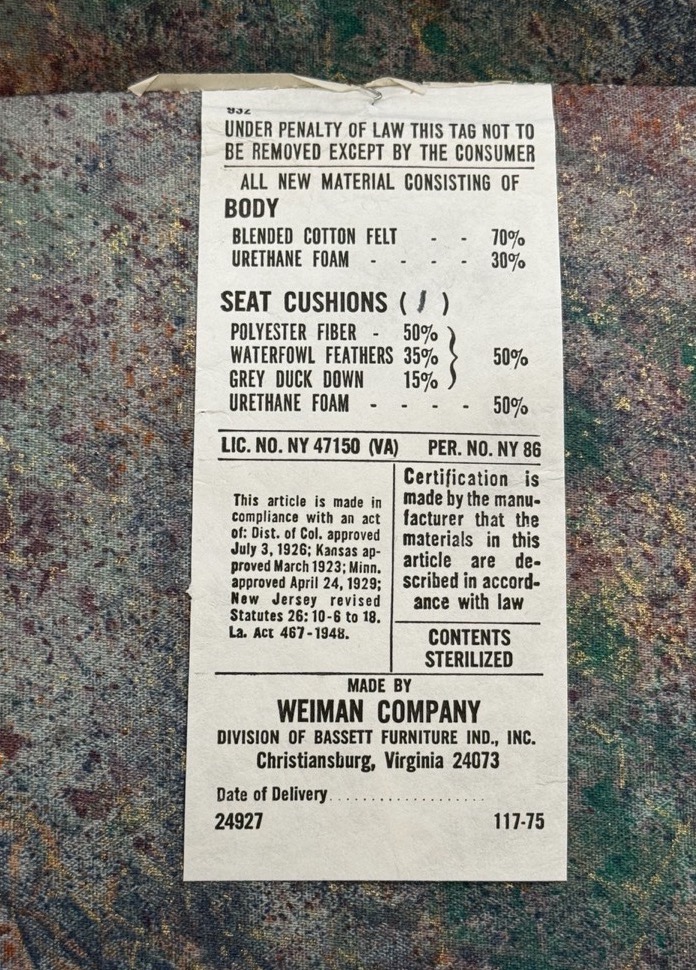 932
UNDER PENALTY OF LAW THIS TAG NOT TO
BE REMOVED EXCEPT BY THE CONSUMER
ALL NEW MATERIAL CONSISTING OF
BODY
BLENDED COTTON FELT - - 70%
URETHANE FOAM - - - - 30%
SEAT CUSHIONS ( 1 )
POLYESTER FIBER - 50%
WATERFOWL FEATHERS 35% } 50%
GREY DUCK DOWN 15%
URETHANE FOAM - - - - 50%
LIC. NO. NY 47150 (VA) PER. NO. NY 86
This article is made in
compliance with an act
of: Dist. of Col. approved
July 3, 1926; Kansas ap-
proved March 1923; Minn.
approved April 24, 1929;
New Jersey revised
Statutes 26: 10-6 to 18.
La. Act 467-1948.
Certification is
made by the manu-
facturer that the
materials in this
article are de-
scribed in accord-
ance with law
CONTENTS
STERILIZED
MADE BY
WEIMAN COMPANY
DIVISION OF BASSETT FURNITURE IND., INC.
Christiansburg, Virginia 24073
Date of Delivery......................
24927 117-75